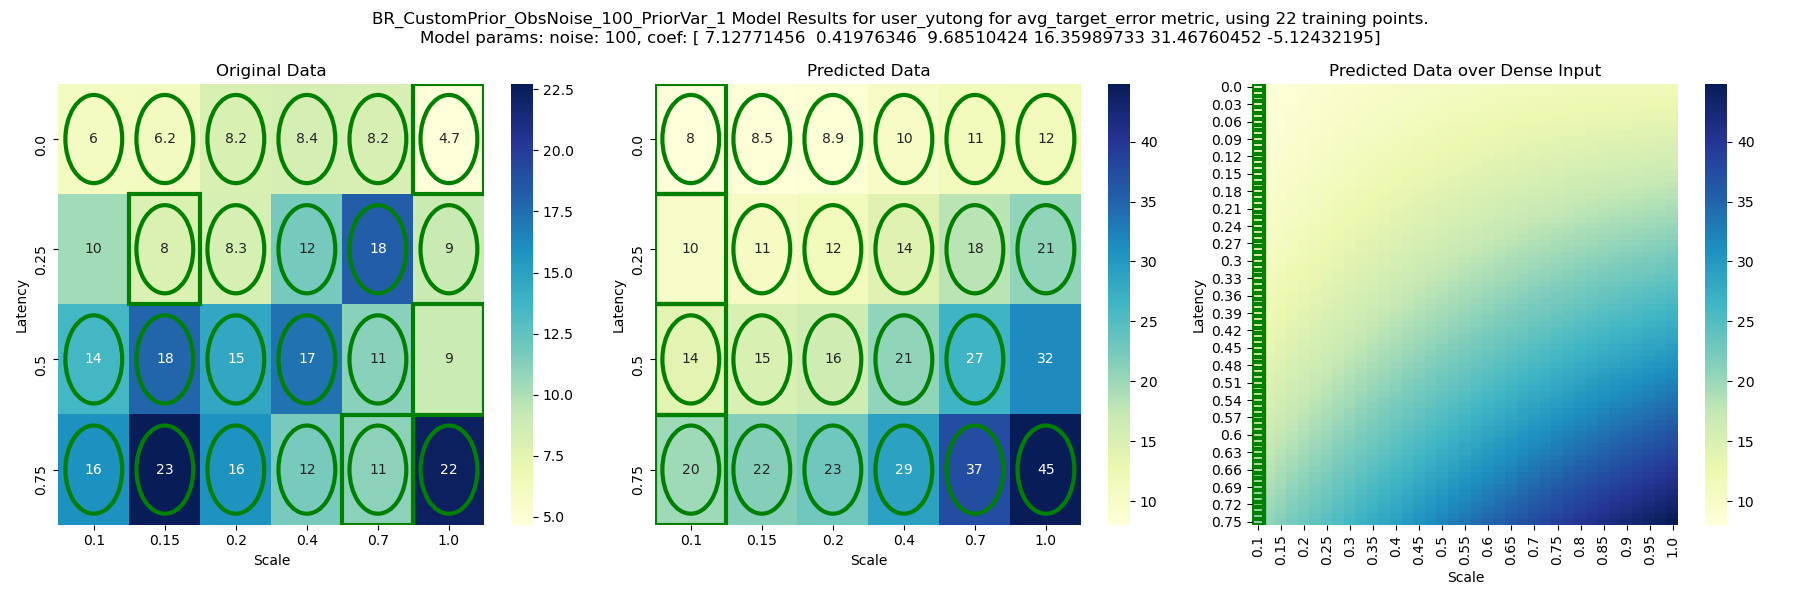 BR_CustomPrior_ObsNoise_100_PriorVar_1 Model Results for user_yutong for avg_target_error metric, using 22 training points.
Model params: noise: 100, coef: [ 7.12771456  0.41976346  9.68510424 16.35989733 31.46760452 -5.12432195]
Original Data
0.0 6 6.2 8.2 8.4 8.2 4.7
0.25 10 8 8.3 12 18 9
0.5 14 18 15 17 11 9
0.75 16 23 16 12 11 22
Latency
0.1 0.15 0.2 0.4 0.7 1.0
Scale
22.5
20.0
17.5
15.0
12.5
10.0
7.5
5.0
Predicted Data
0.0 8 8.5 8.9 10 11 12
0.25 10 11 12 14 18 21
0.5 14 15 16 21 27 32
0.75 20 22 23 29 37 45
Latency
0.1 0.15 0.2 0.4 0.7 1.0
Scale
40
35
30
25
20
15
10
Predicted Data over Dense Input
0.0
0.03
0.06
0.09
0.12
0.15
0.18
0.21
0.24
0.27
0.3
0.33
0.36
0.39
0.42
0.45
0.48
0.51
0.54
0.57
0.6
0.63
0.66
0.69
0.72
0.75
Latency
0.1 0.15 0.2 0.25 0.3 0.35 0.4 0.45 0.5 0.55 0.6 0.65 0.7 0.75 0.8 0.85 0.9 0.95 1.0
Scale
40
35
30
25
20
15
10